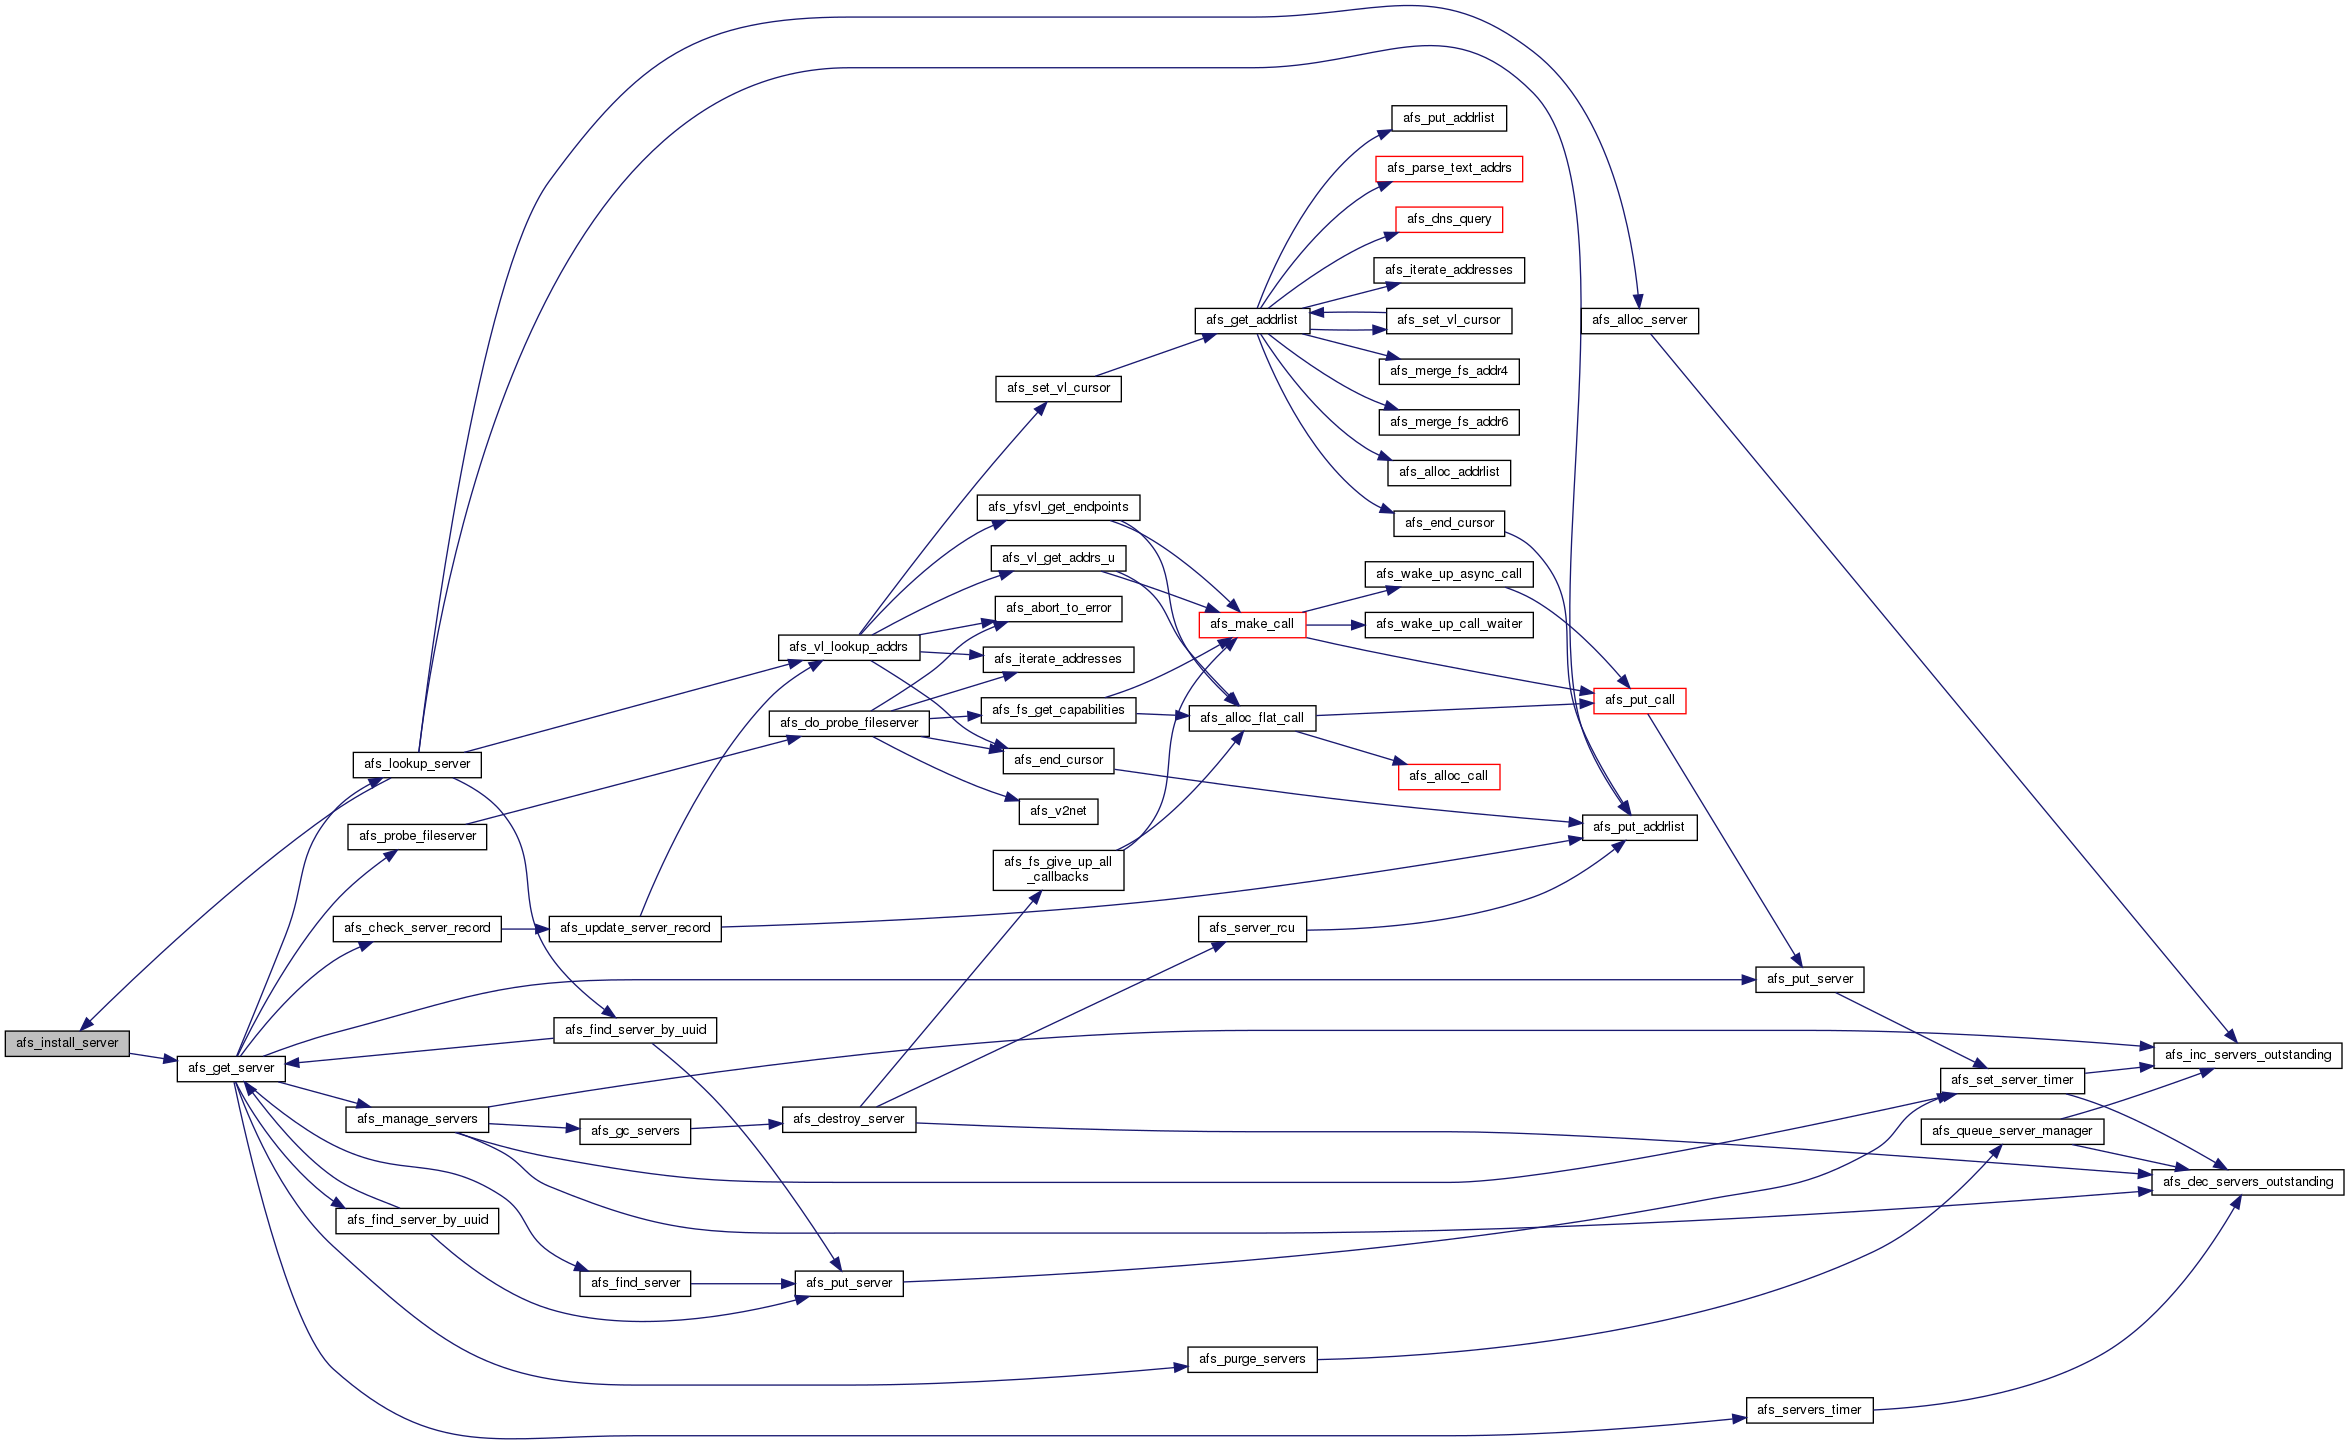 afs_put_addrlist
afs_parse_text_addrs
afs_dns_query
afs_iterate_addresses
afs_get_addrlist
afs_set_vl_cursor
afs_alloc_server
afs_merge_fs_addr4
afs_set_vl_cursor
afs_merge_fs_addr6
afs_alloc_addrlist
afs_yfsvl_get_endpoints
afs_end_cursor
afs_vl_get_addrs_u
afs_wake_up_async_call
afs_abort_to_error
afs_make_call
afs_wake_up_call_waiter
afs_vl_lookup_addrs
afs_iterate_addresses
afs_put_call
afs_fs_get_capabilities
afs_alloc_flat_call
afs_do_probe_fileserver
afs_lookup_server
afs_end_cursor
afs_alloc_call
afs_v2net
afs_put_addrlist
afs_probe_fileserver
afs_fs_give_up_all
_callbacks
afs_check_server_record
afs_update_server_record
afs_server_rcu
afs_put_server
afs_find_server_by_uuid
afs_install_server
afs_inc_servers_outstanding
afs_get_server
afs_set_server_timer
afs_manage_servers
afs_destroy_server
afs_gc_servers
afs_queue_server_manager
afs_dec_servers_outstanding
afs_find_server_by_uuid
afs_find_server
afs_put_server
afs_purge_servers
afs_servers_timer